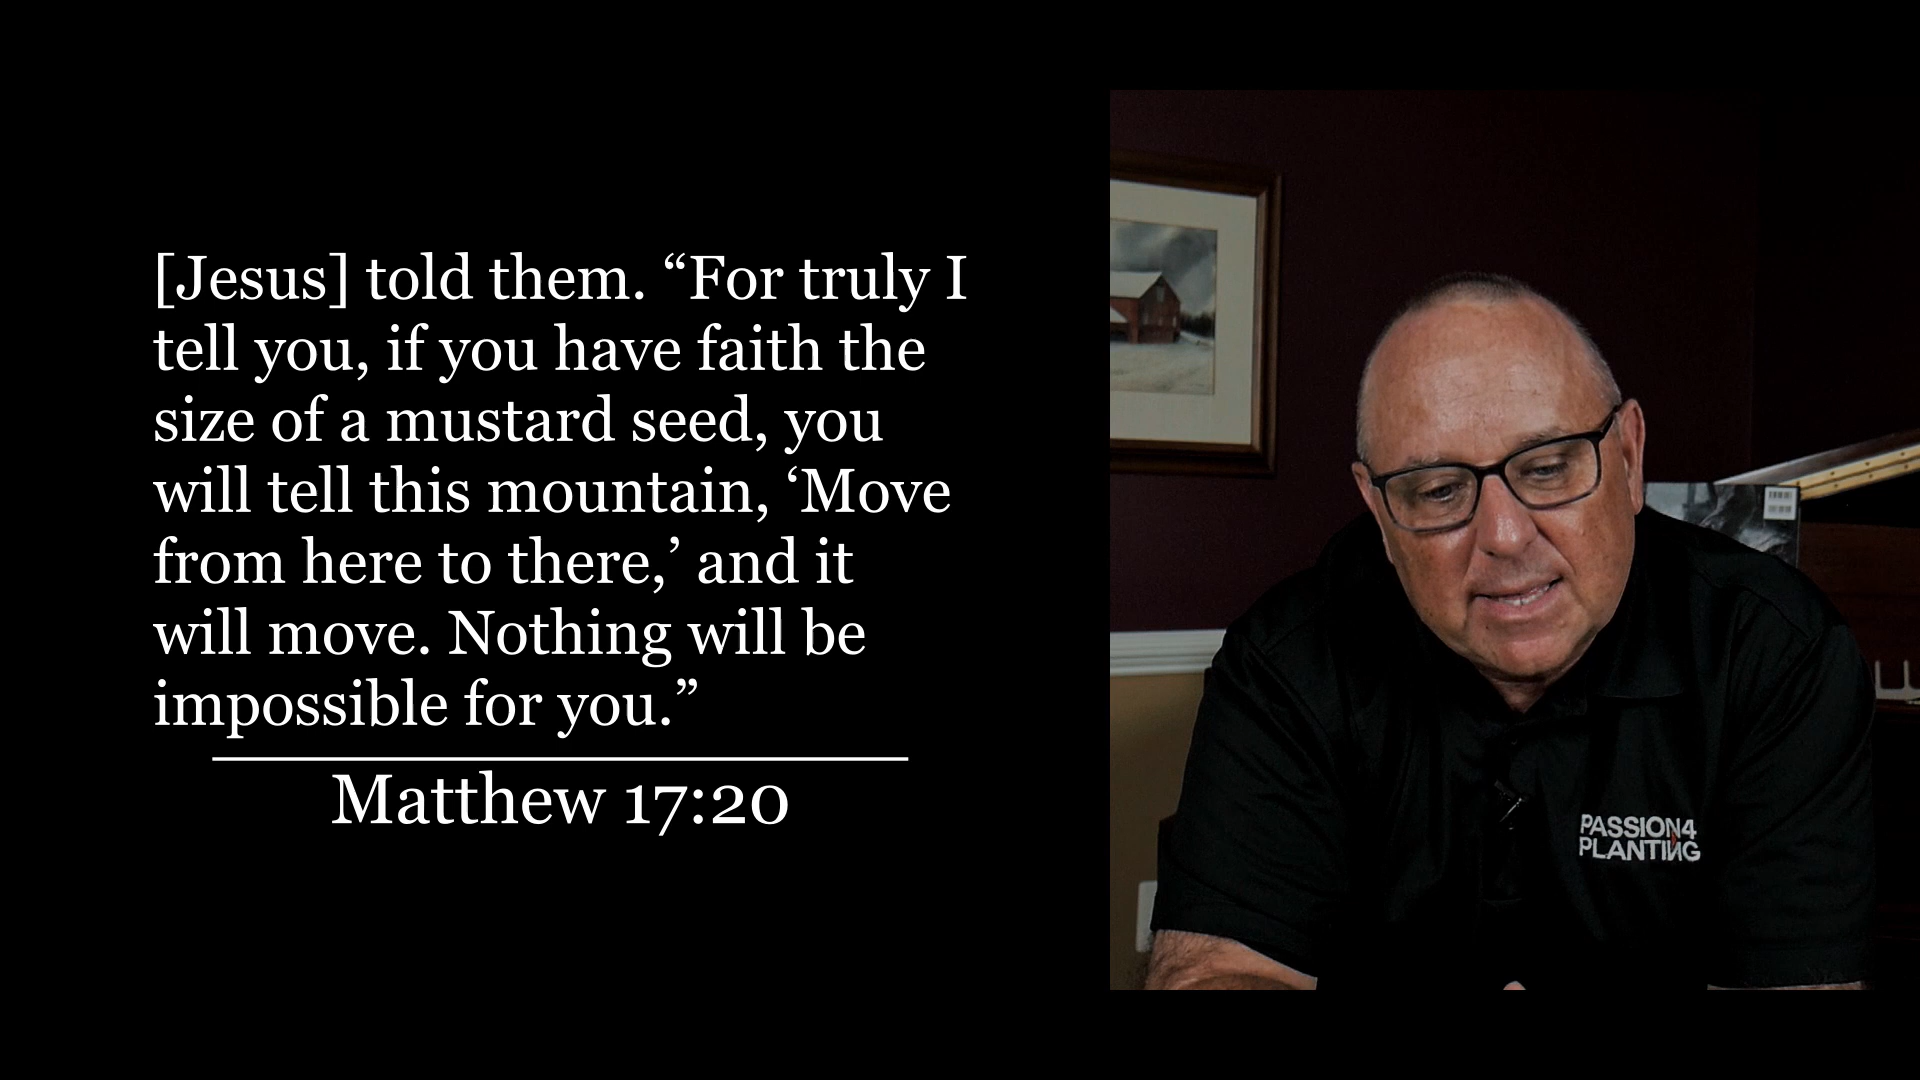 [Jesus] told them. “For truly I
tell you, if you have faith the
size of a mustard seed, you
will tell this mountain, ‘Move
from here to there,’ and it
will move. Nothing will be
impossible for you.”
Matthew 17:20
PASSION4
PLANTING